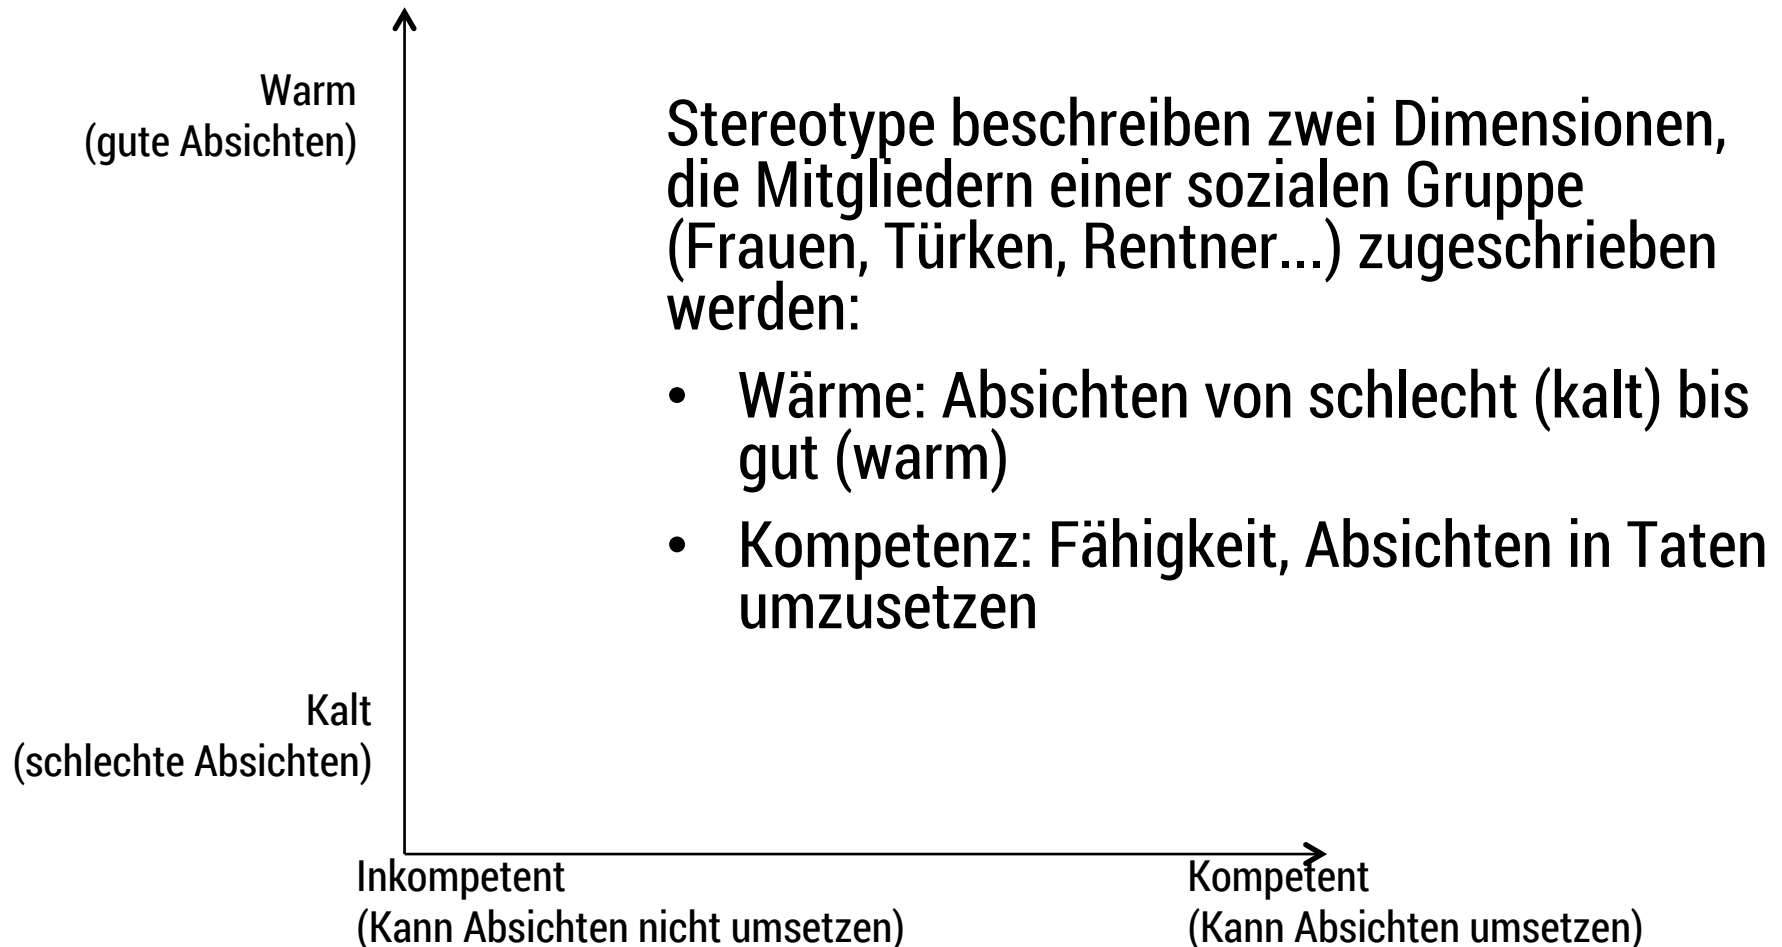 Warm
(gute Absichten)
Stereotype beschreiben zwei Dimensionen,
die Mitgliedern einer sozialen Gruppe
(Frauen, Türken, Rentner...) zugeschrieben
werden:
• Wärme: Absichten von schlecht (kalt) bis
gut (warm)
• Kompetenz: Fähigkeit, Absichten in Taten
umzusetzen
Kalt
(schlechte Absichten)
Inkompetent
(Kann Absichten nicht umsetzen)
Kompetent
(Kann Absichten umsetzen)